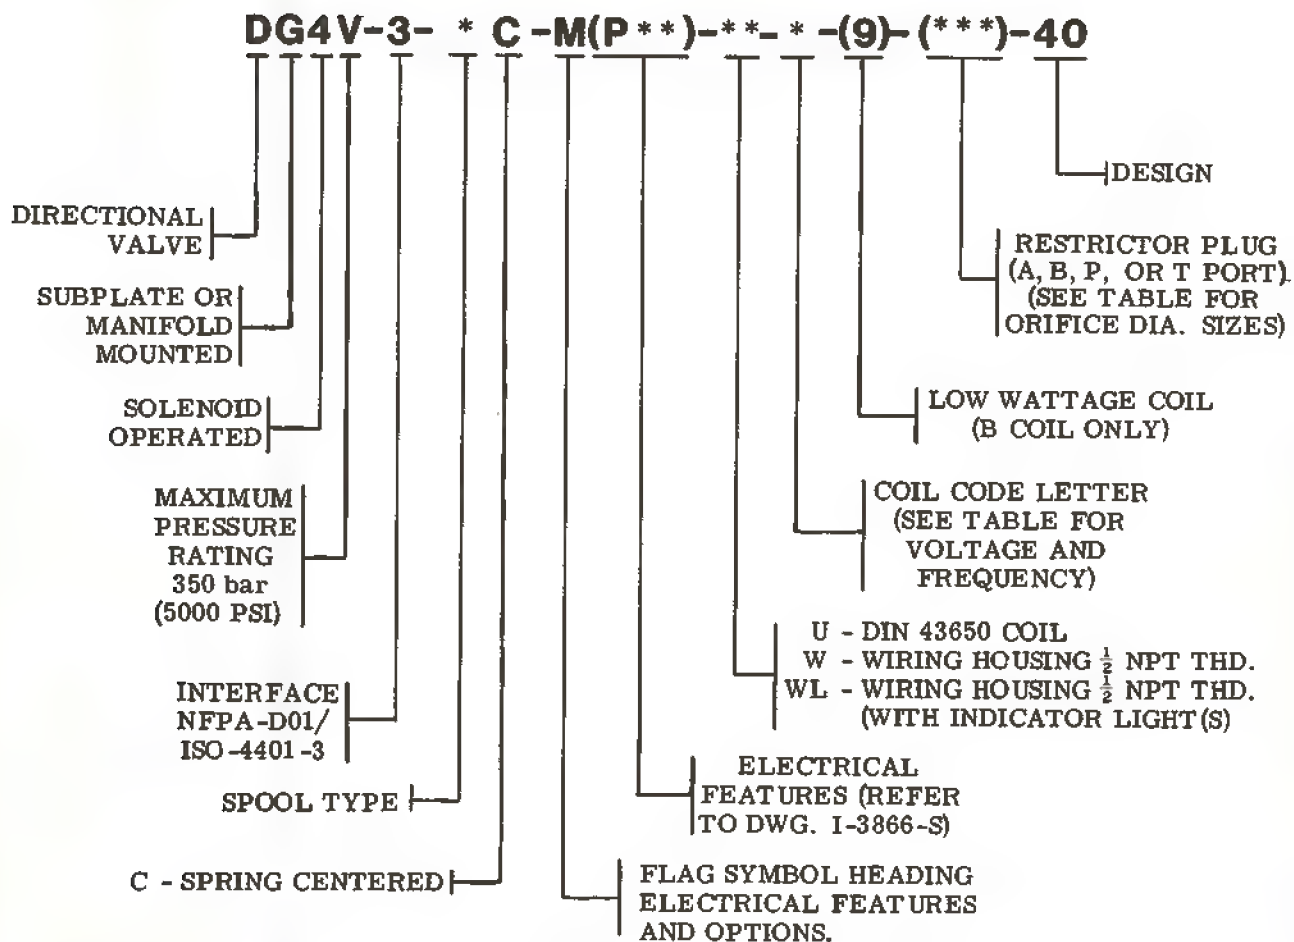 DG4V-3- * C -M(P**)-**- * -(9)-(***)-40
DESIGN
DIRECTIONAL
VALVE
RESTRICTOR PLUG
(A, B, P, OR T PORT)
(SEE TABLE FOR
ORIFICE DIA. SIZES)
SUBPLATE OR
MANIFOLD
MOUNTED
SOLENOID
OPERATED
LOW WATTAGE COIL
(B COIL ONLY)
MAXIMUM
PRESSURE
RATING
350 bar
(5000 PSI)
COIL CODE LETTER
(SEE TABLE FOR
VOLTAGE AND
FREQUENCY)
U - DIN 43650 COIL
W - WIRING HOUSING ½ NPT THD.
WL - WIRING HOUSING ½ NPT THD.
(WITH INDICATOR LIGHT(S)
INTERFACE
NFPA-D01/
ISO-4401-3
ELECTRICAL
FEATURES (REFER
TO DWG. I-3866-S)
SPOOL TYPE
C - SPRING CENTERED
FLAG SYMBOL HEADING
ELECTRICAL FEATURES
AND OPTIONS.